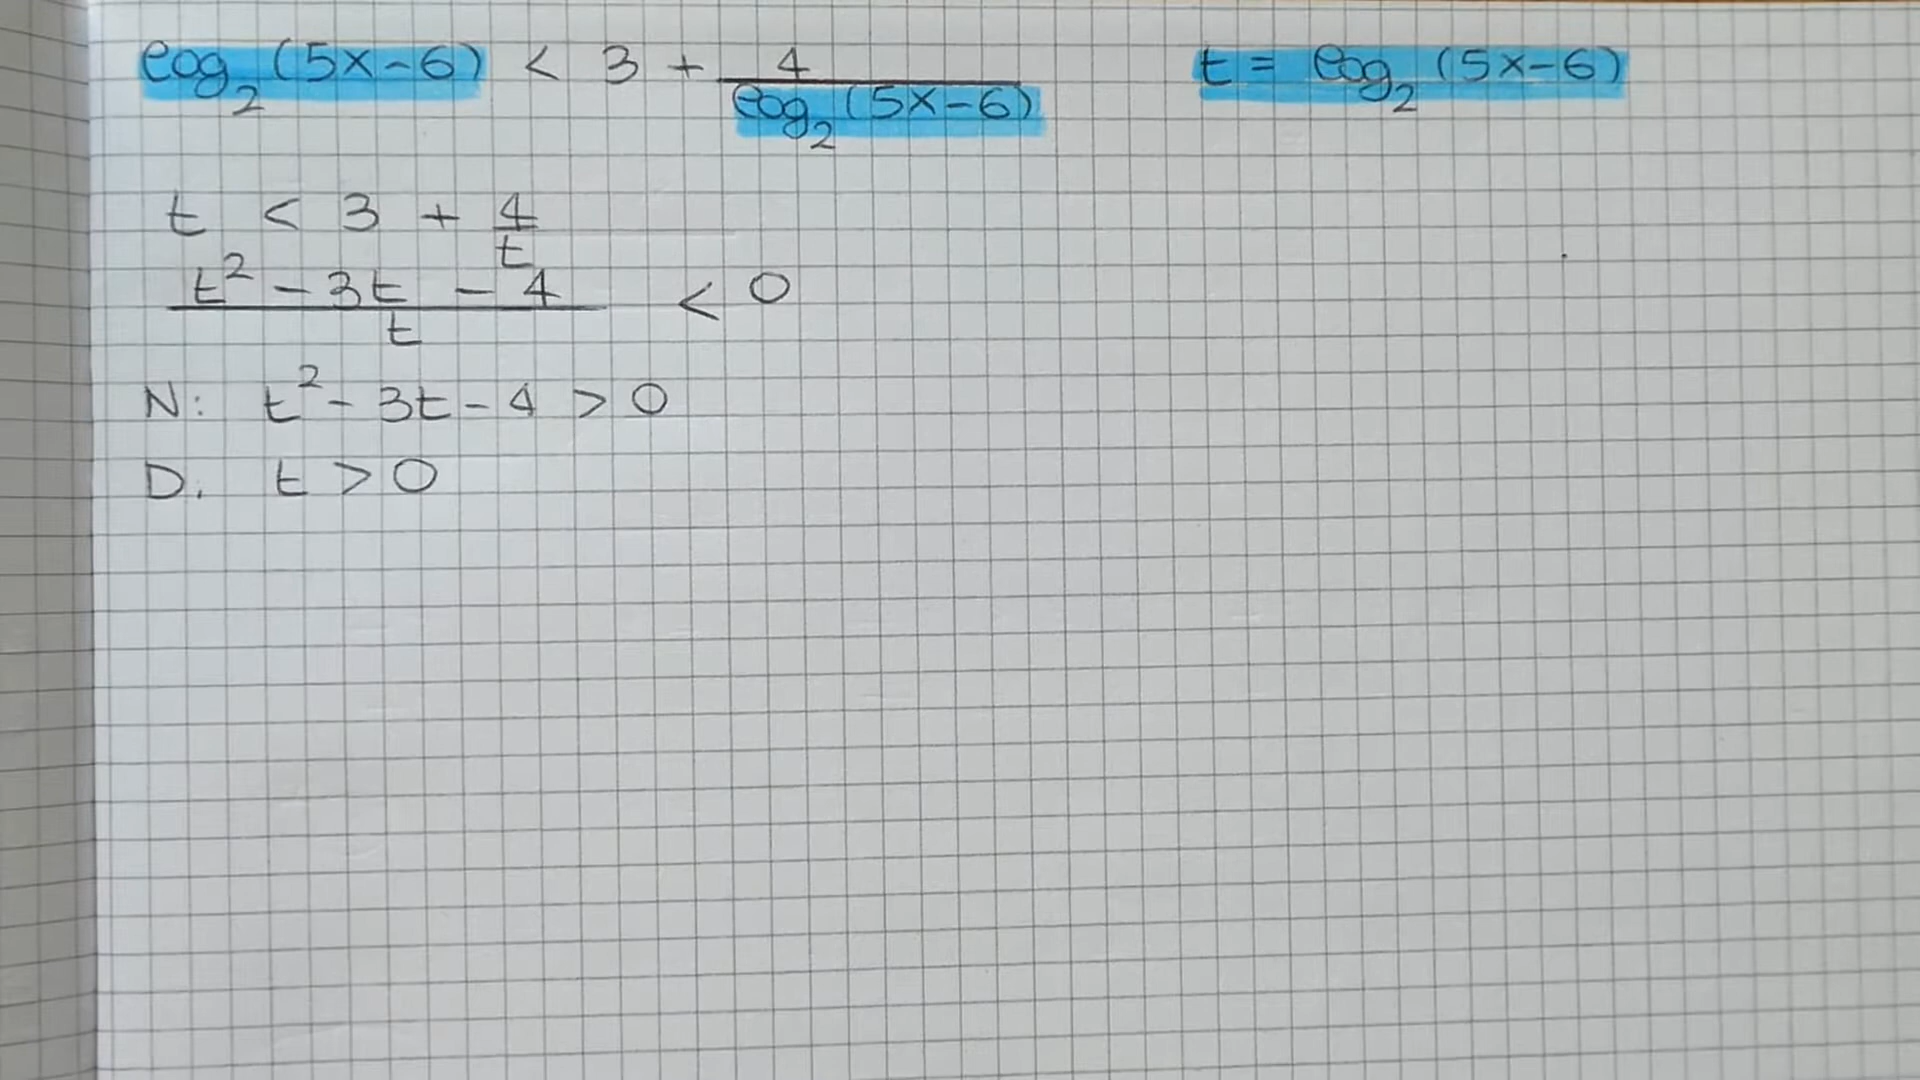 log₂ (5x-6) < 3 + 4/log₂ (5x-6)
t = log₂ (5x-6)
t < 3 + 4/t
(t² - 3t - 4)/t < 0
N: t² - 3t - 4 > 0
D. t > 0